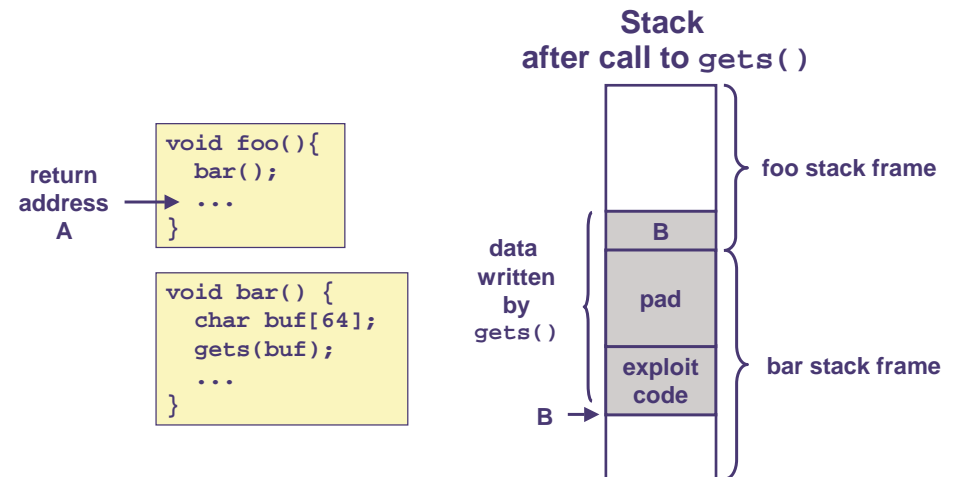 Stack
after call to gets()
return
address
A
void foo(){
  bar();
  ...
}
void bar() {
  char buf[64];
  gets(buf);
  ...
}
data
written
by
gets()
B
pad
exploit
code
B
foo stack frame
bar stack frame